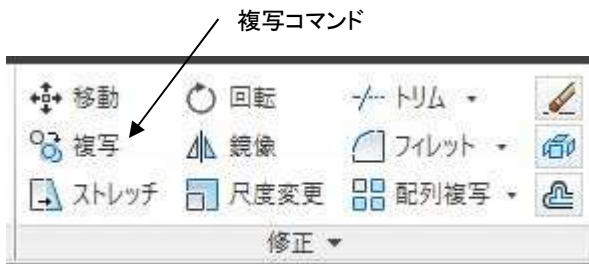 複写コマンド
移動 回転 トリム
複写 鏡像 フィレット
ストレッチ 尺度変更 配列複写
修正